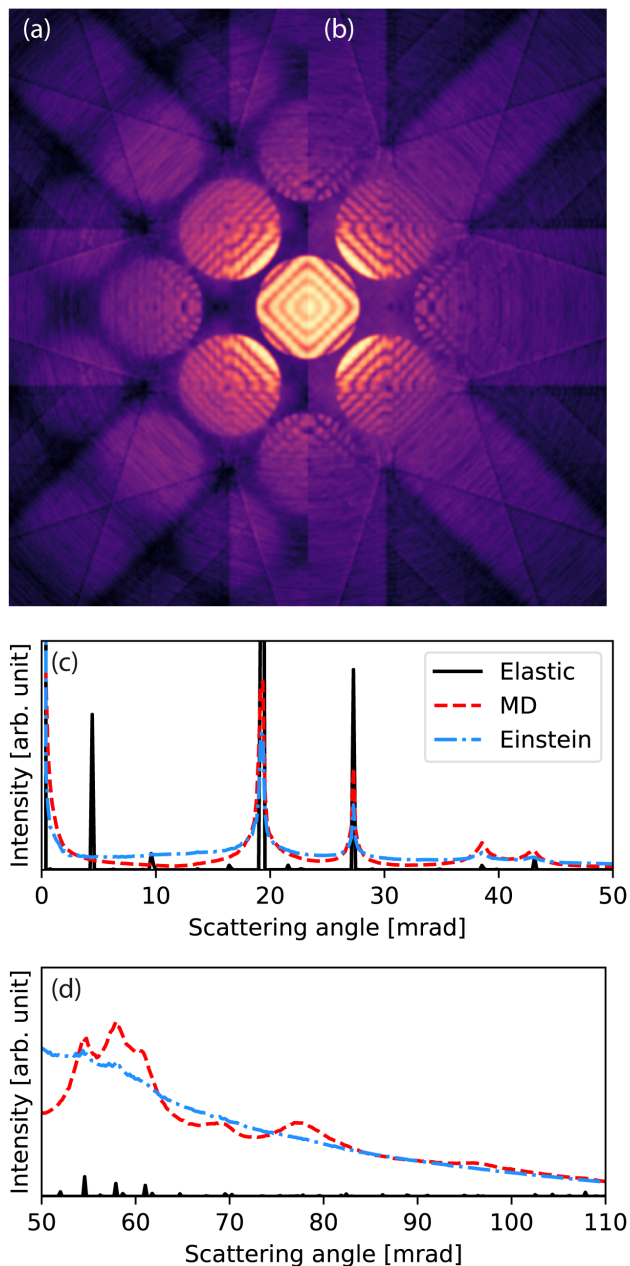 (a) (b)
(c)
Elastic
MD
Einstein
Intensity [arb. unit]
0 10 20 30 40 50
Scattering angle [mrad]
(d)
Intensity [arb. unit]
50 60 70 80 90 100 110
Scattering angle [mrad]